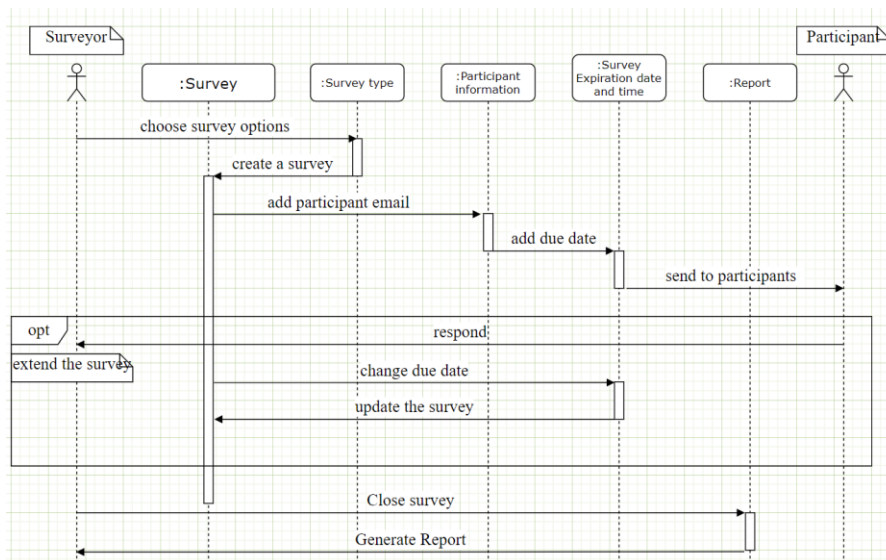 Surveyor
Participant
:Survey
:Survey type
:Participant
information
:Survey
Expiration date
and time
:Report
choose survey options
create a survey
add participant email
add due date
send to participants
opt
respond
extend the survey
change due date
update the survey
Close survey
Generate Report